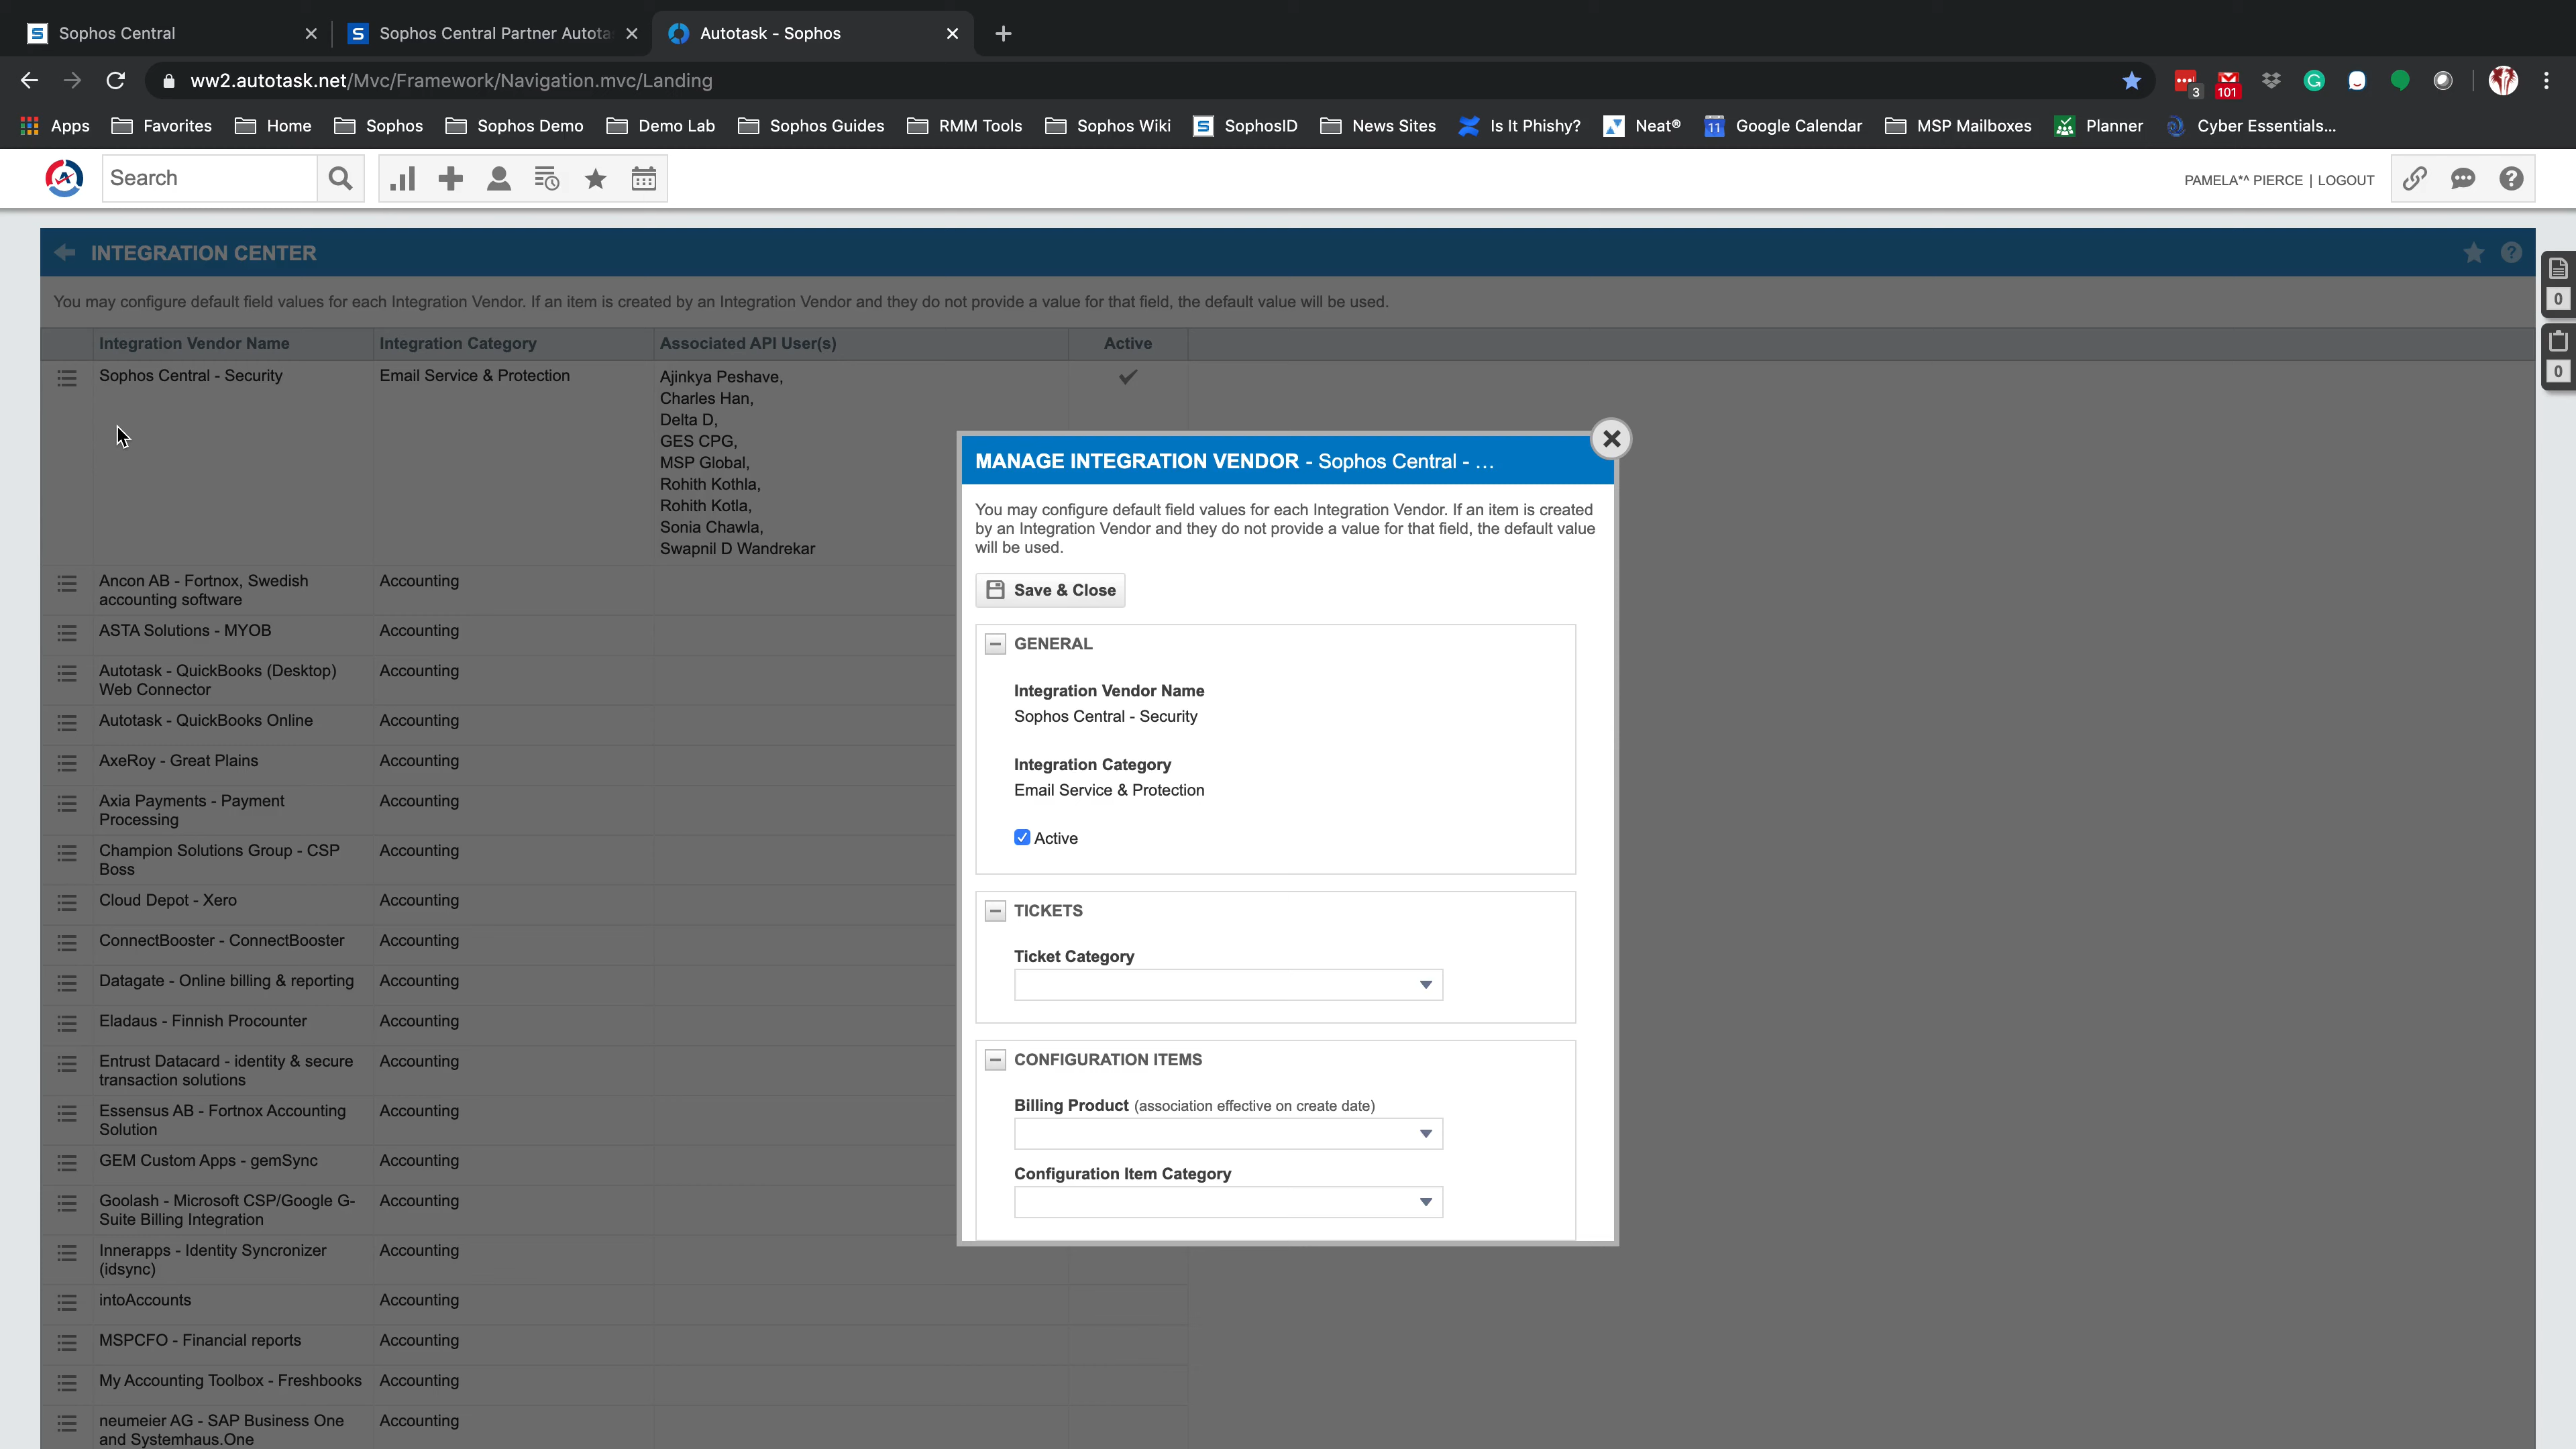 Sophos Central
Sophos Central Partner Autota
Autotask - Sophos
ww2.autotask.net/Mvc/Framework/Navigation.mvc/Landing
3
101
Apps
Favorites
Home
Sophos
Sophos Demo
Demo Lab
Sophos Guides
RMM Tools
Sophos Wiki
SophosID
News Sites
Is It Phishy?
Neat®
11
Google Calendar
MSP Mailboxes
Planner
Cyber Essentials...
Search
PAMELA*^ PIERCE | LOGOUT
INTEGRATION CENTER
You may configure default field values for each Integration Vendor. If an item is created by an Integration Vendor and they do not provide a value for that field, the default value will be used.
0
0
Integration Vendor Name
Integration Category
Associated API User(s)
Active
Sophos Central - Security
Email Service & Protection
Ajinkya Peshave,
Charles Han,
Delta D,
GES CPG,
MSP Global,
Rohith Kothla,
Rohith Kotla,
Sonia Chawla,
Swapnil D Wandrekar
Ancon AB - Fortnox, Swedish
accounting software
Accounting
ASTA Solutions - MYOB
Accounting
Autotask - QuickBooks (Desktop)
Web Connector
Accounting
Autotask - QuickBooks Online
Accounting
AxeRoy - Great Plains
Accounting
Axia Payments - Payment
Processing
Accounting
Champion Solutions Group - CSP
Boss
Accounting
Cloud Depot - Xero
Accounting
ConnectBooster - ConnectBooster
Accounting
Datagate - Online billing & reporting
Accounting
Eladaus - Finnish Procounter
Accounting
Entrust Datacard - identity & secure
transaction solutions
Accounting
Essensus AB - Fortnox Accounting
Solution
Accounting
GEM Custom Apps - gemSync
Accounting
Goolash - Microsoft CSP/Google G-
Suite Billing Integration
Accounting
Innerapps - Identity Syncronizer
(idsync)
Accounting
intoAccounts
Accounting
MSPCFO - Financial reports
Accounting
My Accounting Toolbox - Freshbooks
Accounting
neumeier AG - SAP Business One
and Systemhaus.One
Accounting
MANAGE INTEGRATION VENDOR - Sophos Central - ...
You may configure default field values for each Integration Vendor. If an item is created
by an Integration Vendor and they do not provide a value for that field, the default value
will be used.
Save & Close
GENERAL
Integration Vendor Name
Sophos Central - Security
Integration Category
Email Service & Protection
Active
TICKETS
Ticket Category
CONFIGURATION ITEMS
Billing Product (association effective on create date)
Configuration Item Category